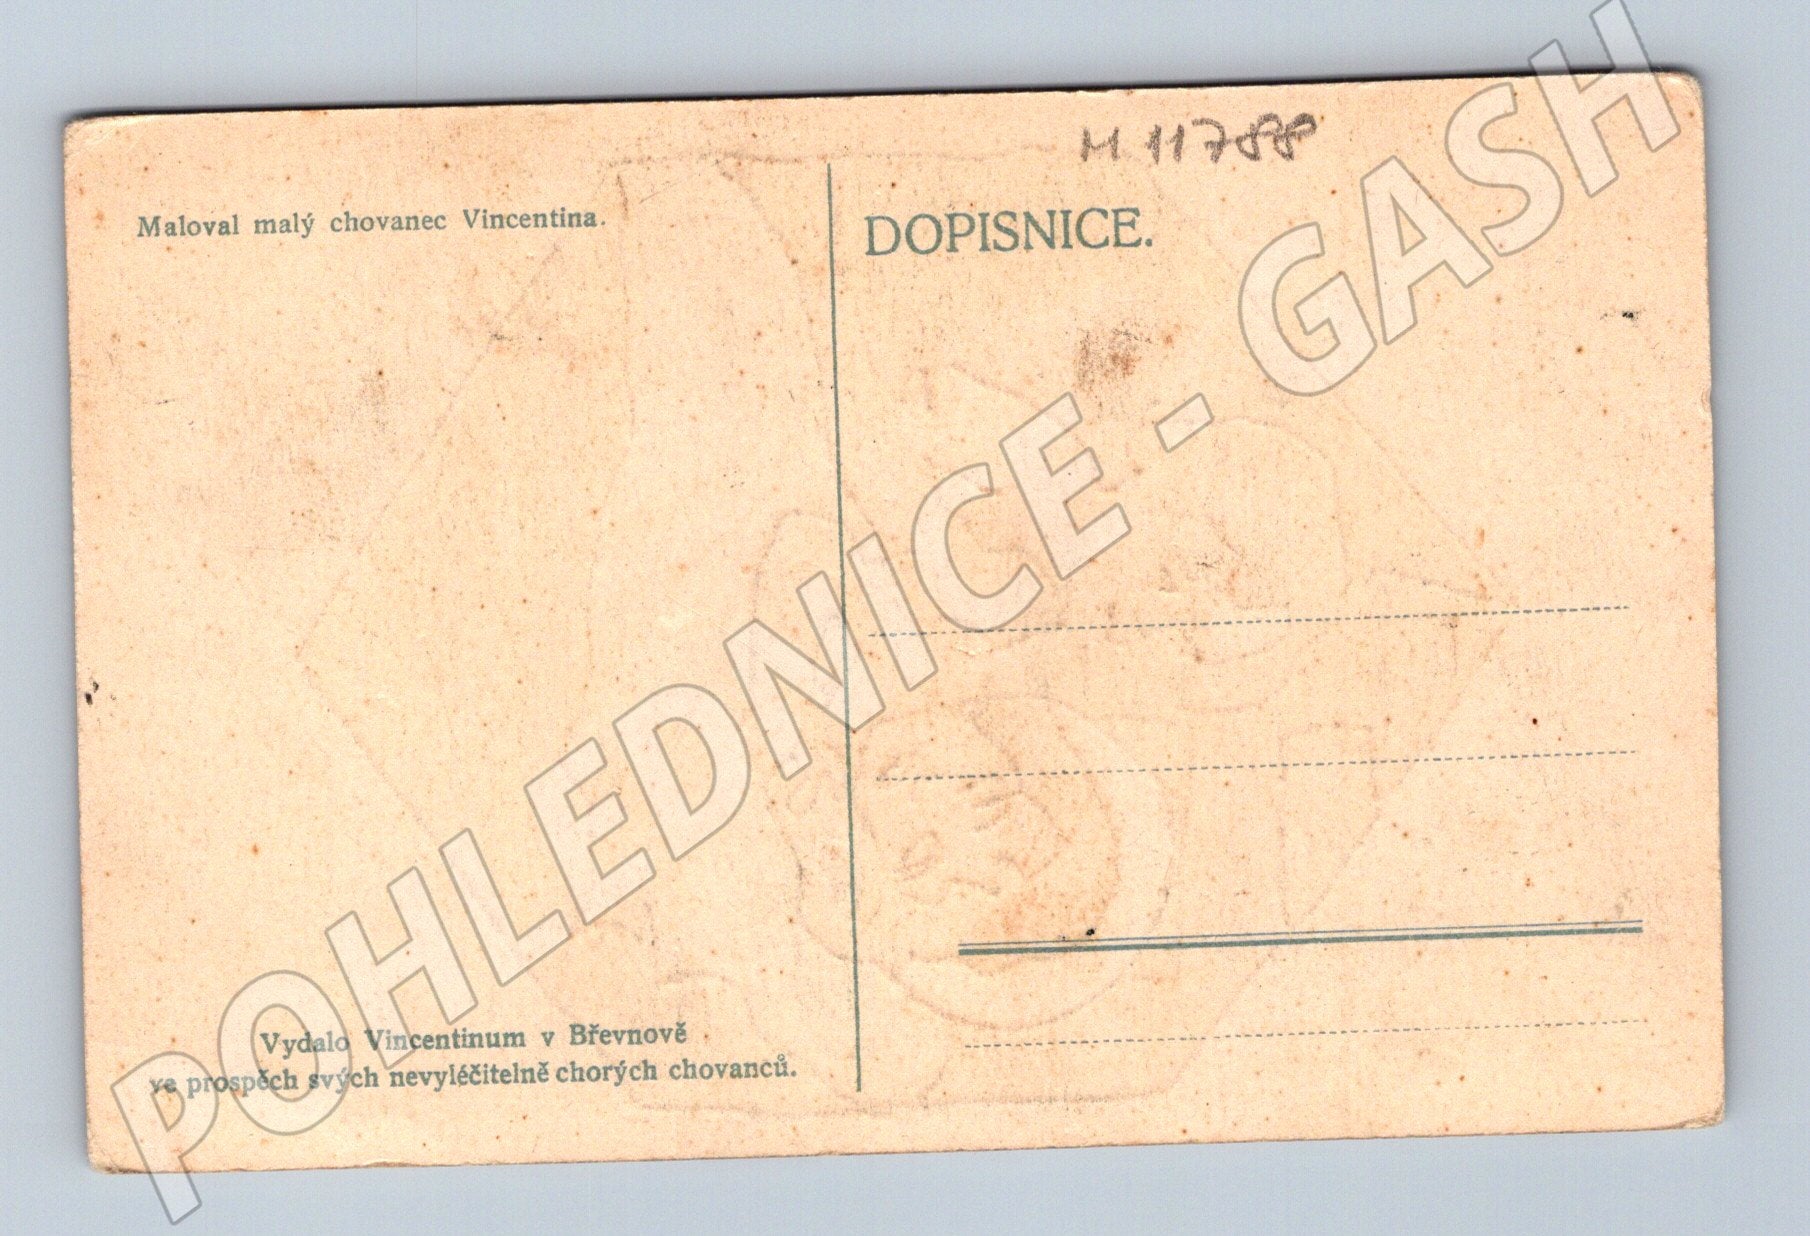 M 11788
Maloval malý chovanec Vincentina.
DOPISNICE.
Vydalo Vincentinum v Břevnově
ve prospěch svých nevyléčitelně chorých chovanců.
POHLEDNICE - GASH